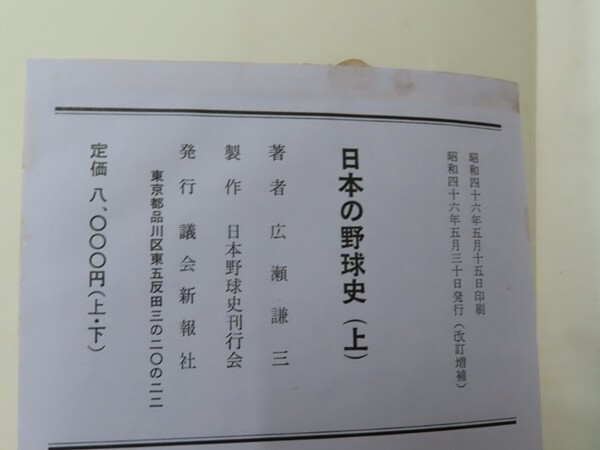 昭和四十六年五月十五日印刷
昭和四十六年五月三十日発行（改訂増補）
日本の野球史（上）
著者 広瀬謙三
製作 日本野球史刊行会
発行 議会新報社
東京都品川区東五反田三の二〇の二二
定価 八、〇〇〇円（上・下）